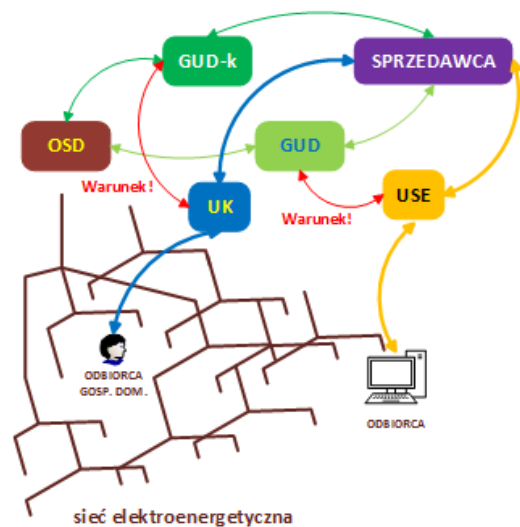 GUD-k
SPRZEDAWCA
OSD
GUD
Warunek!
UK
Warunek!
USE
ODBIORCA
GOSP. DOM.
ODBIORCA
sieć elektroenergetyczna